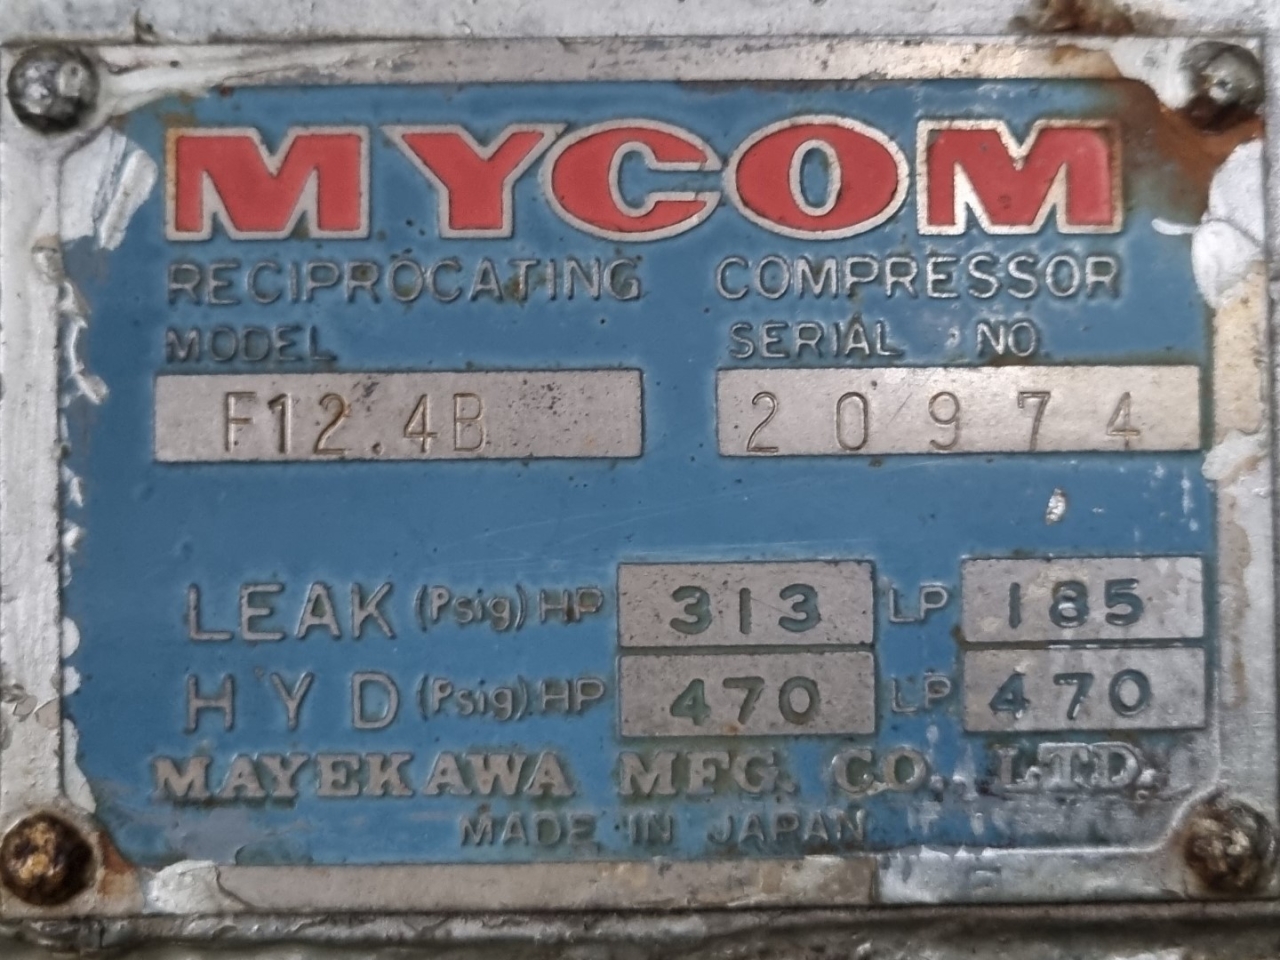 MYCOM
RECIPROCATING COMPRESSOR
MODEL SERIAL NO.
F12.4B 20974
LEAK (Psig) HP 313 LP 185
HYD (Psig) HP 470 LP 470
MAYEKAWA MFG. CO. LTD.
MADE IN JAPAN